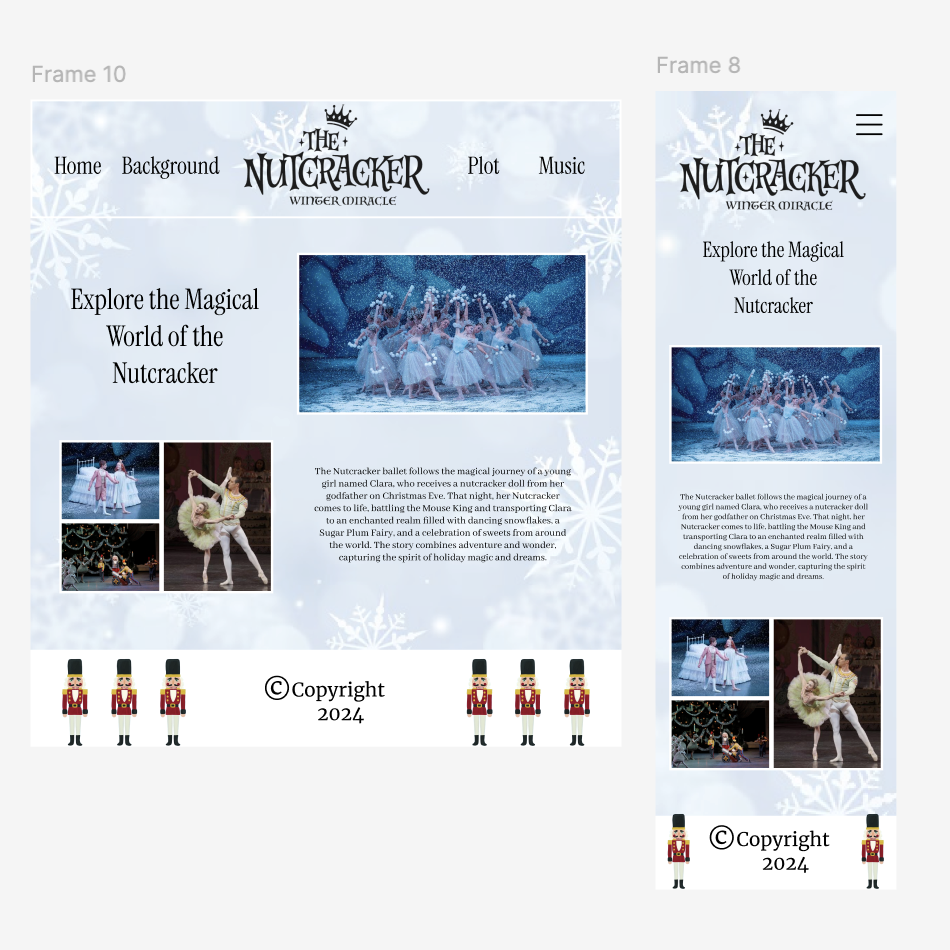 Frame 10
Home
Background
THE
NUTCRACKER
WINTER MIRACLE
Plot
Music
Explore the Magical
World of the
Nutcracker
The Nutcracker ballet follows the magical journey of a young
girl named Clara, who receives a nutcracker doll from her
godfather on Christmas Eve. That night, her Nutcracker
comes to life, battling the Mouse King and transporting Clara
to an enchanted realm filled with dancing snowflakes, a
Sugar Plum Fairy, and a celebration of sweets from around
the world. The story combines adventure and wonder,
capturing the spirit of holiday magic and dreams.
©Copyright
2024
Frame 8
THE
NUTCRACKER
WINTER MIRACLE
Explore the Magical
World of the
Nutcracker
The Nutcracker ballet follows the magical journey of a
young girl named Clara, who receives a nutcracker doll
from her godfather on Christmas Eve. That night, her
Nutcracker comes to life, battling the Mouse King and
transporting Clara to an enchanted realm filled with
dancing snowflakes, a Sugar Plum Fairy, and a
celebration of sweets from around the world. The story
combines adventure and wonder, capturing the spirit
of holiday magic and dreams.
©Copyright
2024